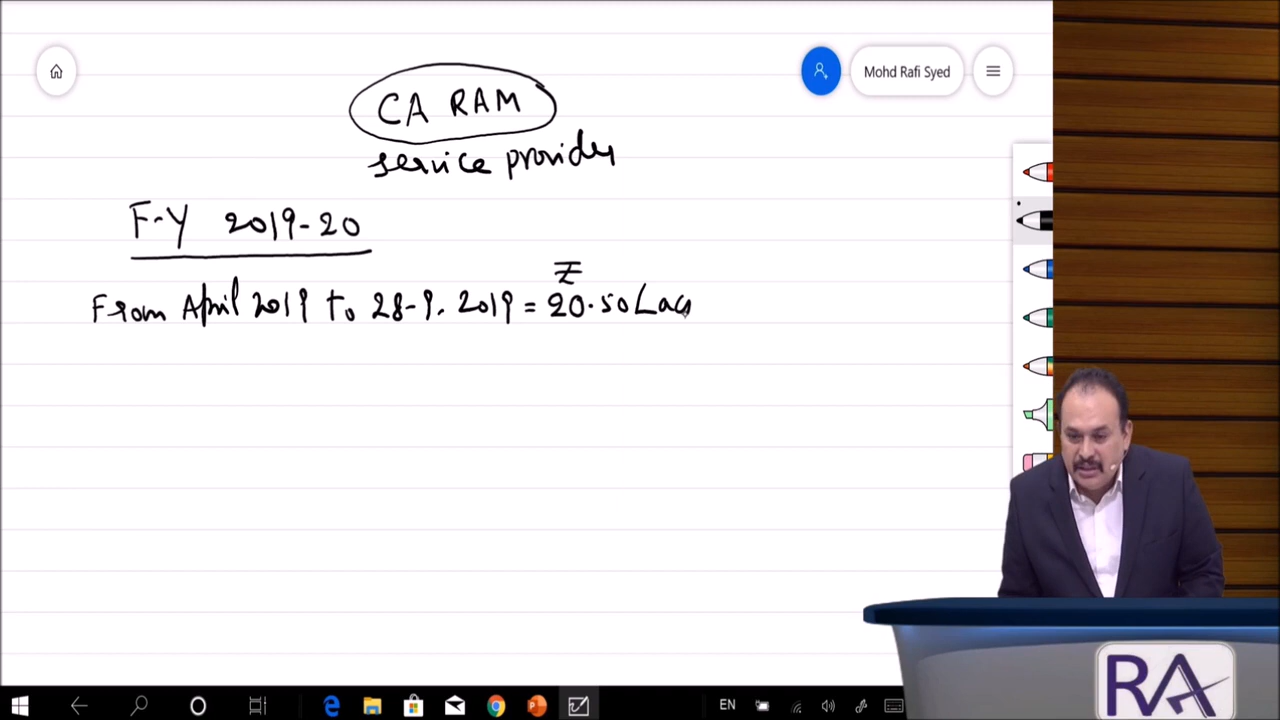 CA RAM
Mohd Rafi Syed
service provider
F-Y 2019-20
₹
From April 2019 to 28-9.2019 = 20.50 Lacs
EN
RA